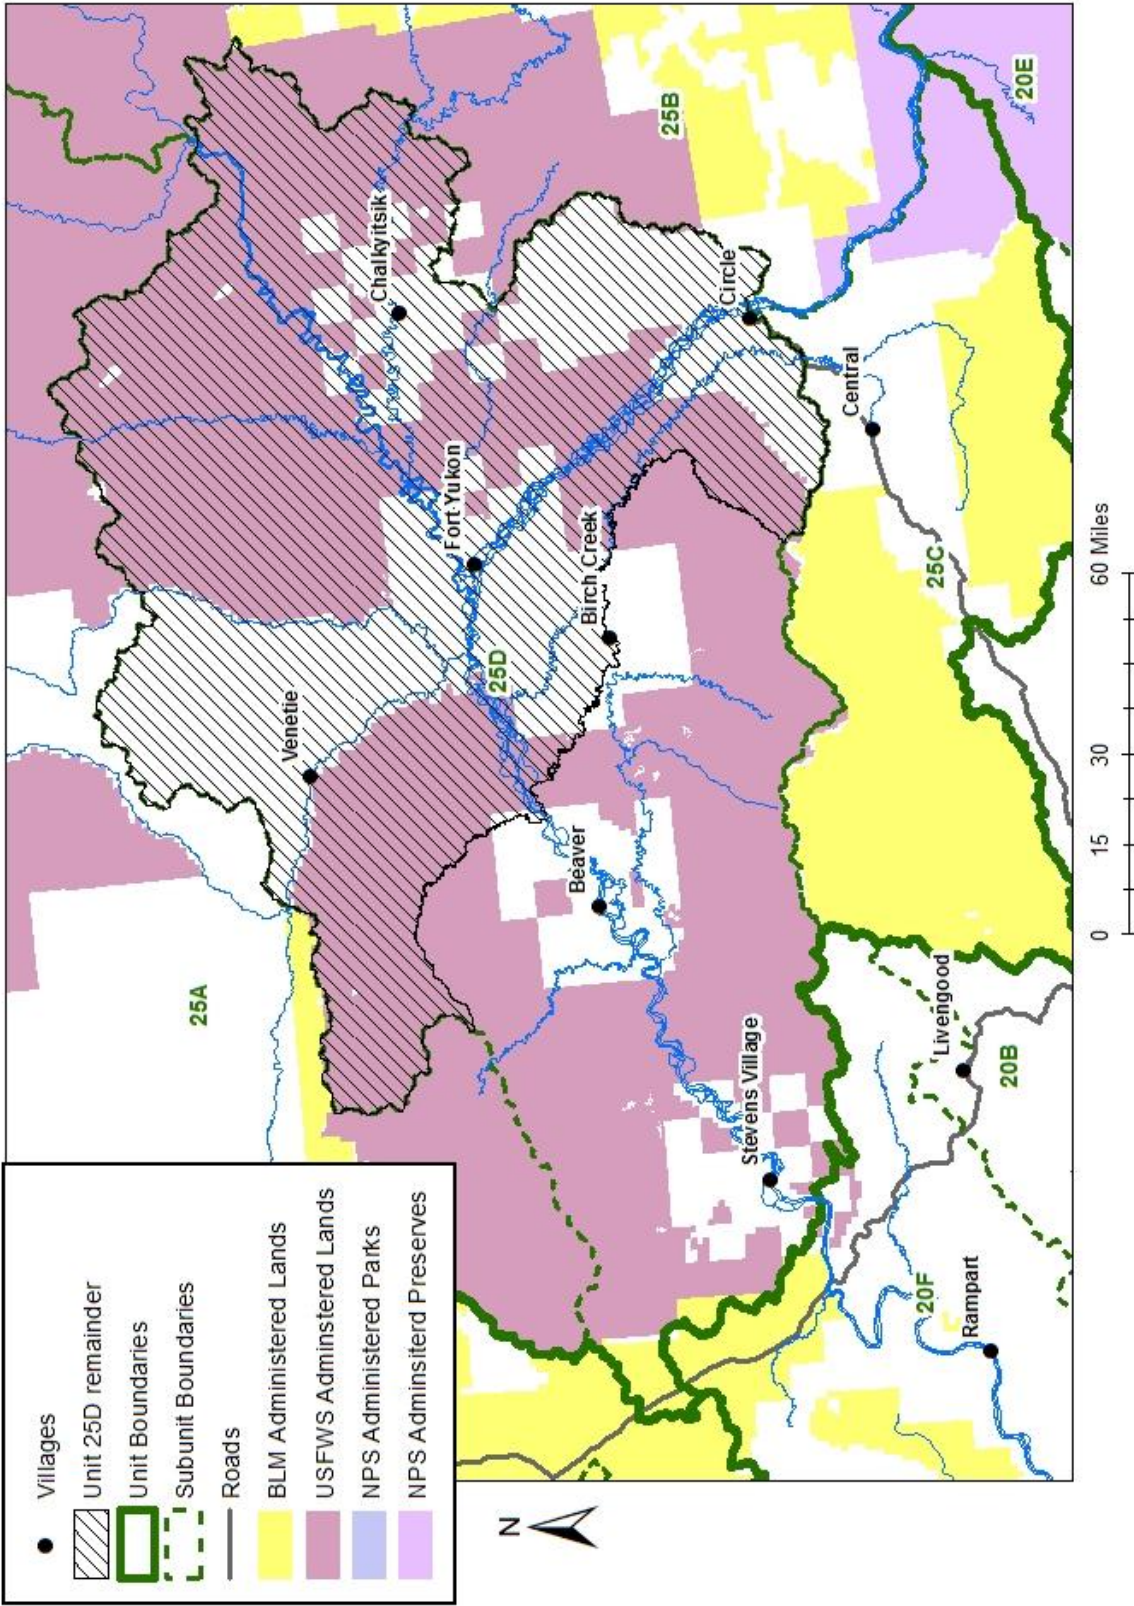 Villages
Unit 25D remainder
Unit Boundaries
Subunit Boundaries
Roads
BLM Administered Lands
USFWS Adminstered Lands
NPS Administered Parks
NPS Adminsiterd Preserves
N
25A
Venetie
Chalkyitsik
Fort Yukon
25D
Birch Creek
Beaver
25B
Circle
Stevens Village
Central
25C
20E
Livengood
20B
20F
Rampart
0 15 30 60 Miles